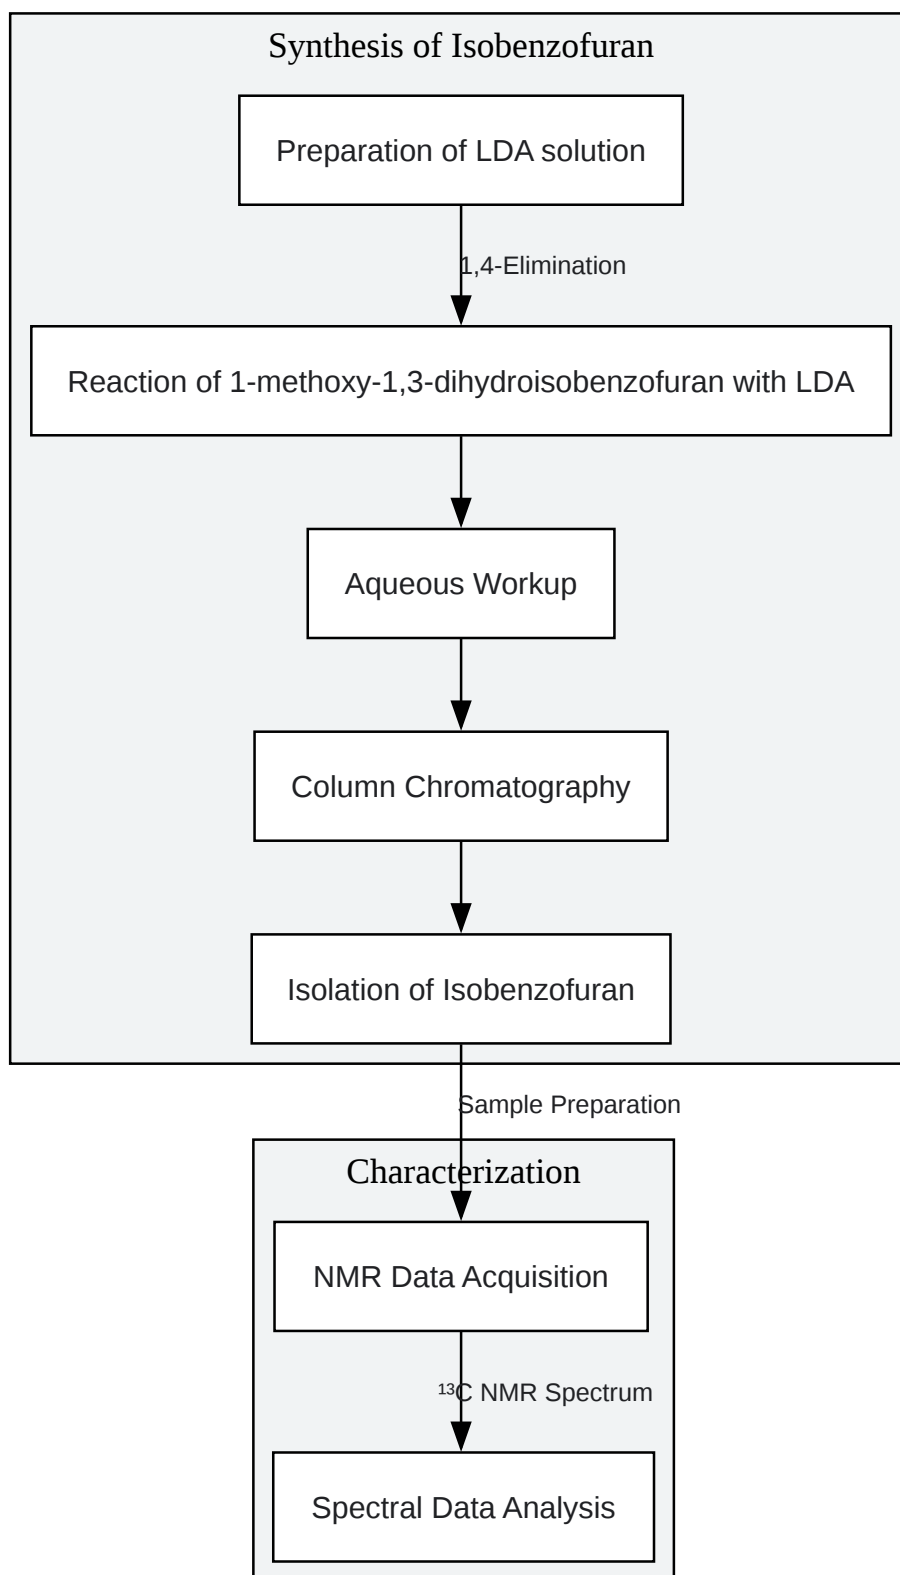 Synthesis of Isobenzofuran
Preparation of LDA solution
1,4-Elimination
Reaction of 1-methoxy-1,3-dihydroisobenzofuran with LDA
Aqueous Workup
Column Chromatography
Isolation of Isobenzofuran
Sample Preparation
Characterization
NMR Data Acquisition
¹³C NMR Spectrum
Spectral Data Analysis